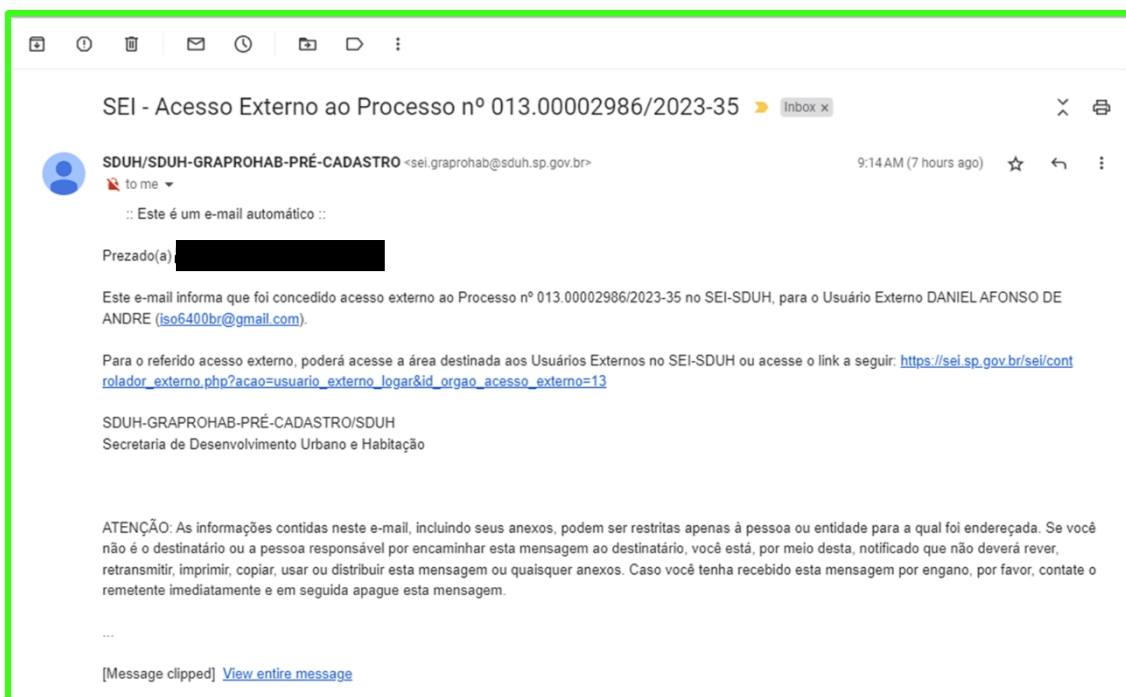 SEI - Acesso Externo ao Processo nº 013.00002986/2023-35 Inbox x
SDUH/SDUH-GRAPROHAB-PRÉ-CADASTRO <sei.graprohab@sduh.sp.gov.br> 9:14 AM (7 hours ago)
to me
:: Este é um e-mail automático ::
Prezado(a)
Este e-mail informa que foi concedido acesso externo ao Processo nº 013.00002986/2023-35 no SEI-SDUH, para o Usuário Externo DANIEL AFONSO DE
ANDRE (iso6400br@gmail.com).
Para o referido acesso externo, poderá acesse a área destinada aos Usuários Externos no SEI-SDUH ou acesse o link a seguir: https://sei.sp.gov.br/sei/cont
rolador_externo.php?acao=usuario_externo_logar&id_orgao_acesso_externo=13
SDUH-GRAPROHAB-PRÉ-CADASTRO/SDUH
Secretaria de Desenvolvimento Urbano e Habitação
ATENÇÃO: As informações contidas neste e-mail, incluindo seus anexos, podem ser restritas apenas à pessoa ou entidade para a qual foi endereçada. Se você
não é o destinatário ou a pessoa responsável por encaminhar esta mensagem ao destinatário, você está, por meio desta, notificado que não deverá rever,
retransmitir, imprimir, copiar, usar ou distribuir esta mensagem ou quaisquer anexos. Caso você tenha recebido esta mensagem por engano, por favor, contate o
remetente imediatamente e em seguida apague esta mensagem.
...
[Message clipped] View entire message